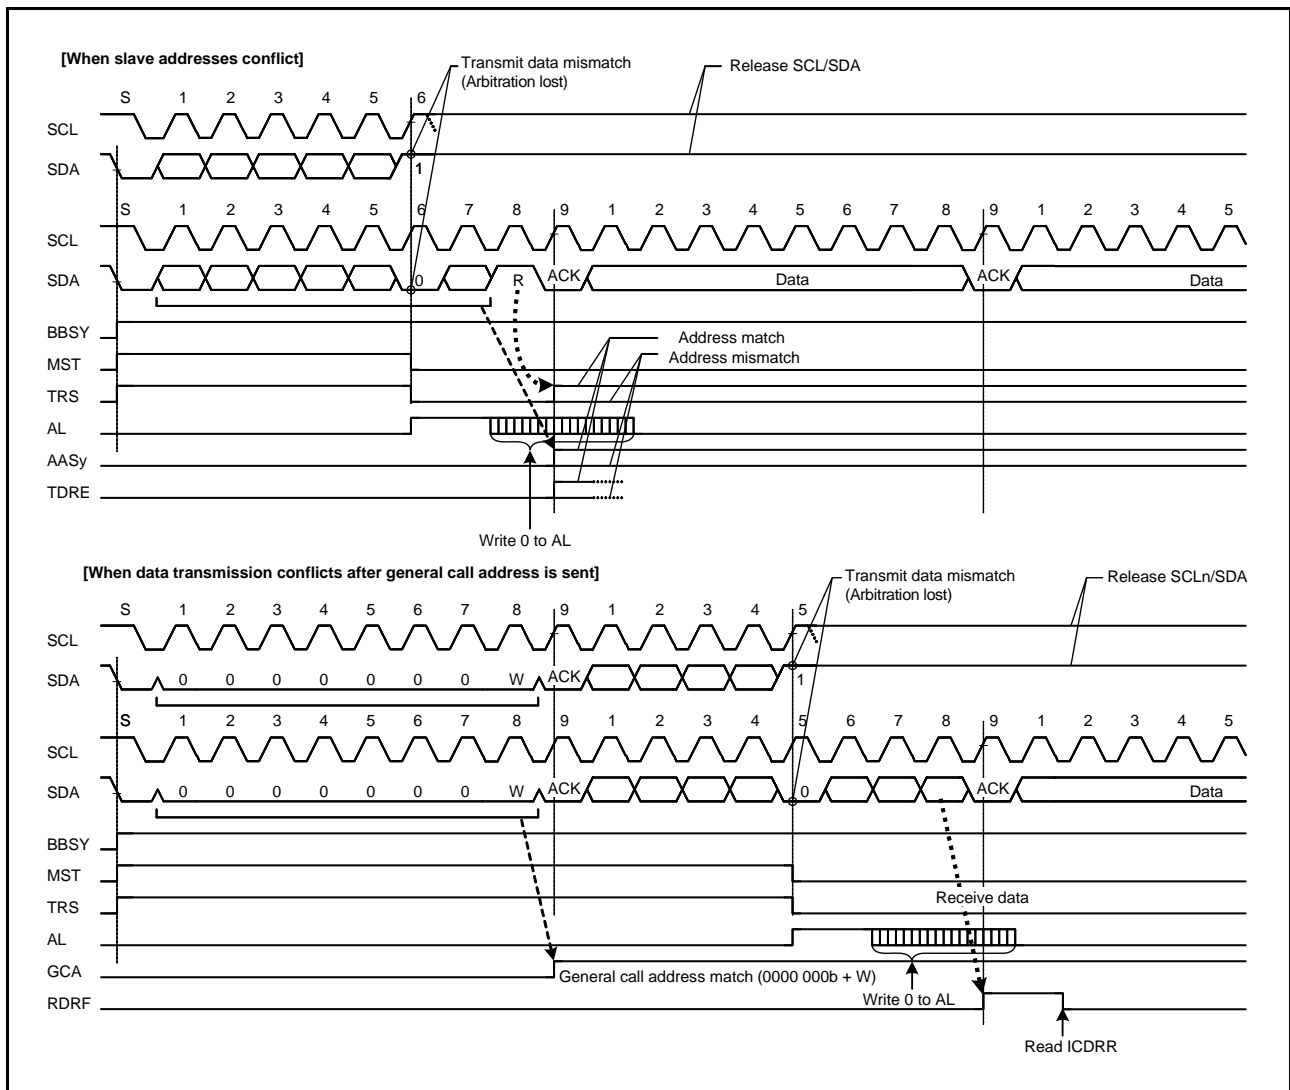 [When slave addresses conflict]
Transmit data mismatch
(Arbitration lost)
Release SCL/SDA
S 1 2 3 4 5 6
SCL
SDA
1
S 1 2 3 4 5 6 7 8 9 1 2 3 4 5 6 7 8 9 1 2 3 4 5
SCL
SDA 0 R ACK Data ACK Data
BBSY
Address match
MST
Address mismatch
TRS
AL
AASy
TDRE
Write 0 to AL
[When data transmission conflicts after general call address is sent]
Transmit data mismatch
(Arbitration lost)
Release SCLn/SDA
S 1 2 3 4 5 6 7 8 9 1 2 3 4 5
SCL
SDA 0 0 0 0 0 0 0 W ACK 1
S 1 2 3 4 5 6 7 8 9 1 2 3 4 5 6 7 8 9 1 2 3 4 5
SCL
SDA 0 0 0 0 0 0 0 W ACK 0 ACK Data
BBSY
MST
Receive data
TRS
AL
GCA General call address match (0000 000b + W)
RDRF
Write 0 to AL
Read ICDRR